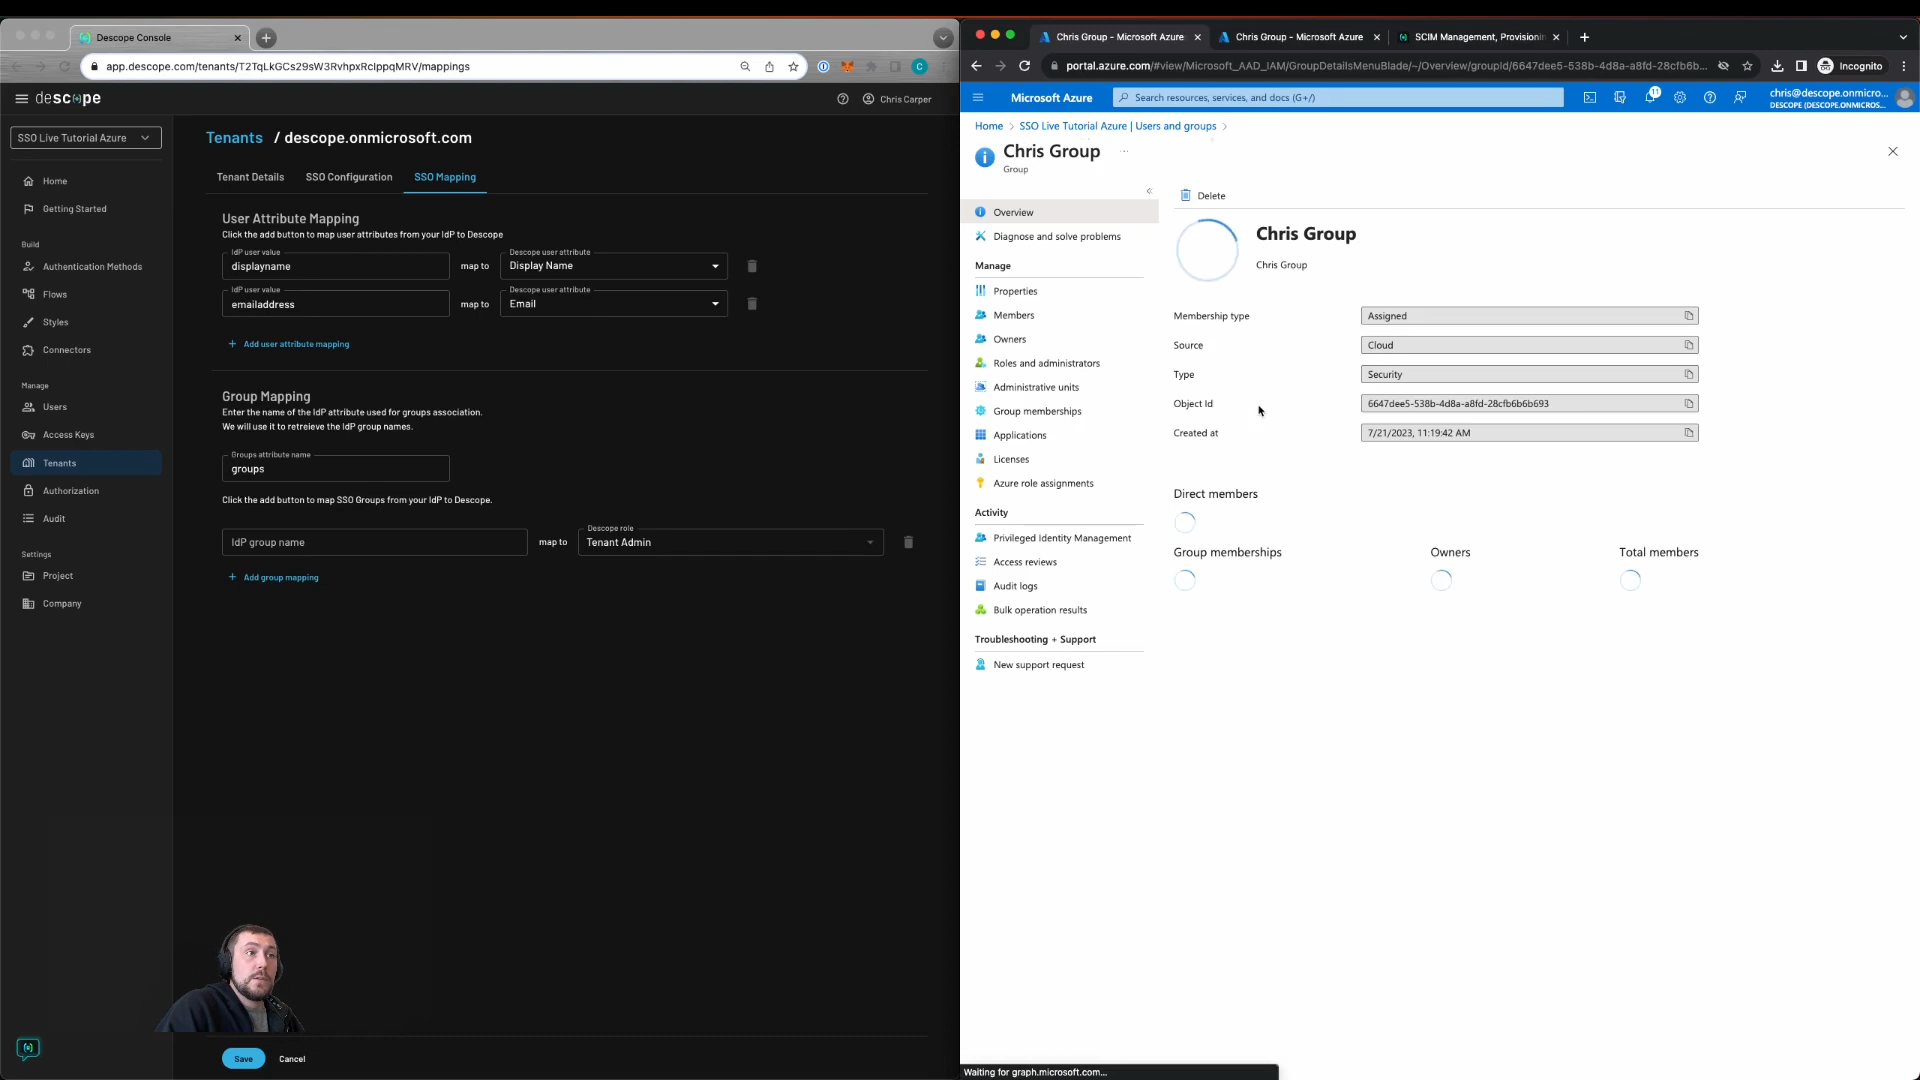 Descope Console
app.descope.com/tenants/T2TqLkGCs29sW3RvhpxRcIppqMRV/mappings
C
descope
Chris Carper
SSO Live Tutorial Azure
Home
Getting Started
Build
Authentication Methods
Flows
Styles
Connectors
Manage
Users
Access Keys
Tenants
Authorization
Audit
Settings
Project
Company
Tenants / descope.onmicrosoft.com
Tenant Details
SSO Configuration
SSO Mapping
User Attribute Mapping
Click the add button to map user attributes from your IdP to Descope
IdP user value
displayname
map to
Descope user attribute
Display Name
IdP user value
emailaddress
map to
Descope user attribute
Email
+ Add user attribute mapping
Group Mapping
Enter the name of the IdP attribute used for groups association.
We will use it to retrieve the IdP group names.
Groups attribute name
groups
Click the add button to map SSO Groups from your IdP to Descope.
IdP group name
map to
Descope role
Tenant Admin
+ Add group mapping
Save
Cancel
Chris Group - Microsoft Azure
Chris Group - Microsoft Azure
SCIM Management, Provisionin
portal.azure.com/#view/Microsoft_AAD_IAM/GroupDetailsMenuBlade/~/Overview/groupId/6647dee5-538b-4d8a-a8fd-28cfb6b...
Incognito
Microsoft Azure
Search resources, services, and docs (G+/)
11
chris@descope.onmicro...
DESCOPE (DESCOPE.ONMICROS...
Home > SSO Live Tutorial Azure | Users and groups >
Chris Group ...
Group
Overview
Diagnose and solve problems
Manage
Properties
Members
Owners
Roles and administrators
Administrative units
Group memberships
Applications
Licenses
Azure role assignments
Activity
Privileged Identity Management
Access reviews
Audit logs
Bulk operation results
Troubleshooting + Support
New support request
Delete
Chris Group
Chris Group
Membership type
Assigned
Source
Cloud
Type
Security
Object Id
6647dee5-538b-4d8a-a8fd-28cfb6b6b693
Created at
7/21/2023, 11:19:42 AM
Direct members
Group memberships
Owners
Total members
Waiting for graph.microsoft.com...